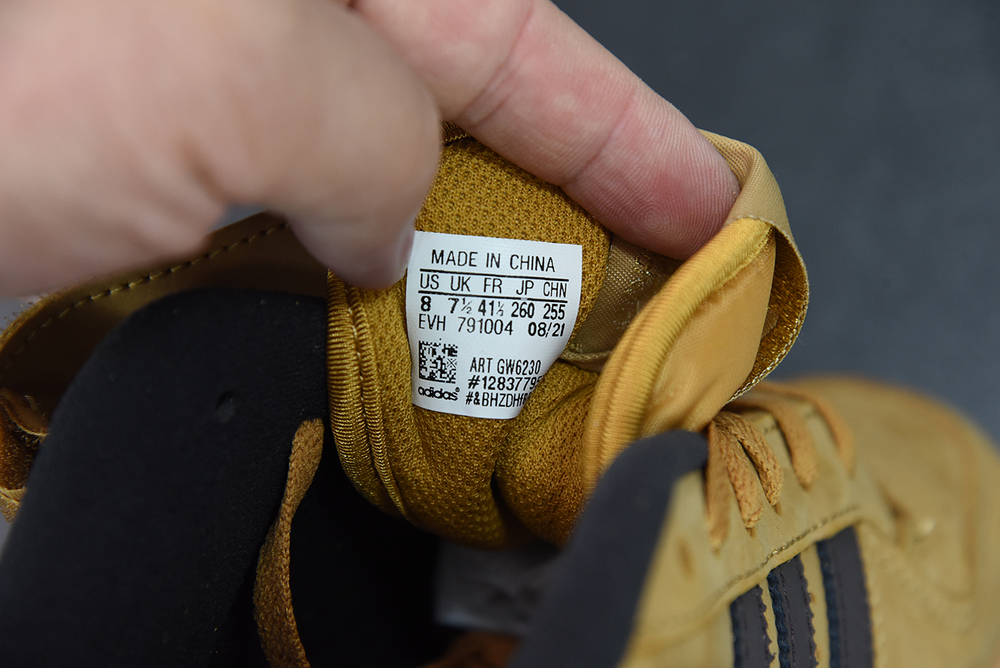 MADE IN CHINA
US UK FR JP CHN
8 7½ 41⅓ 260 255
EVH 791004 08/21
ART GW6230
adidas®